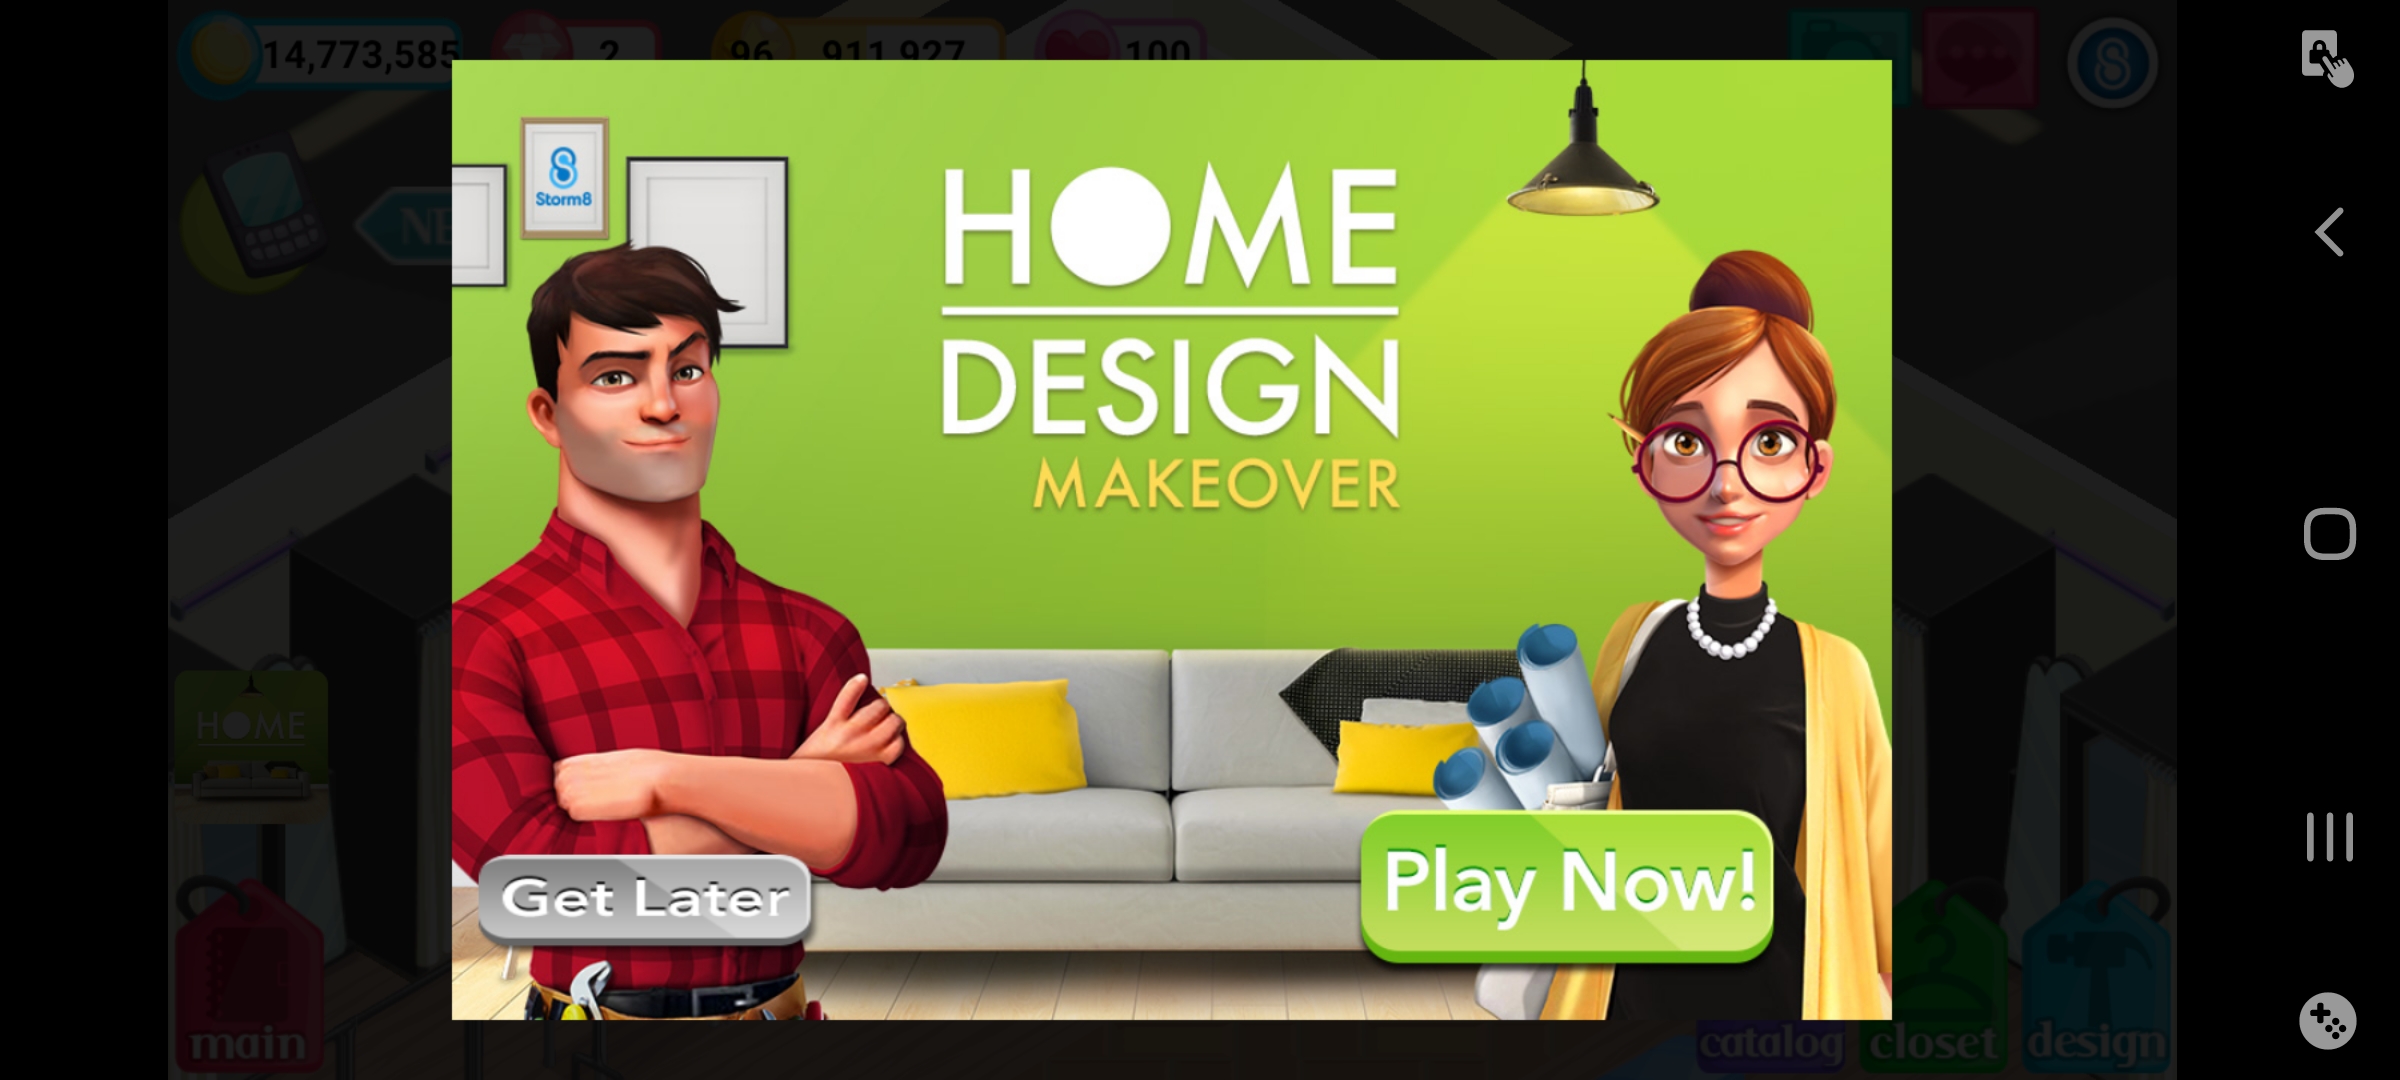 14,773,585
2
96
911,927
100
NE
Storm8
HOME
DESIGN
MAKEOVER
HOME
Get Later
Play Now!
main
catalog
closet
design